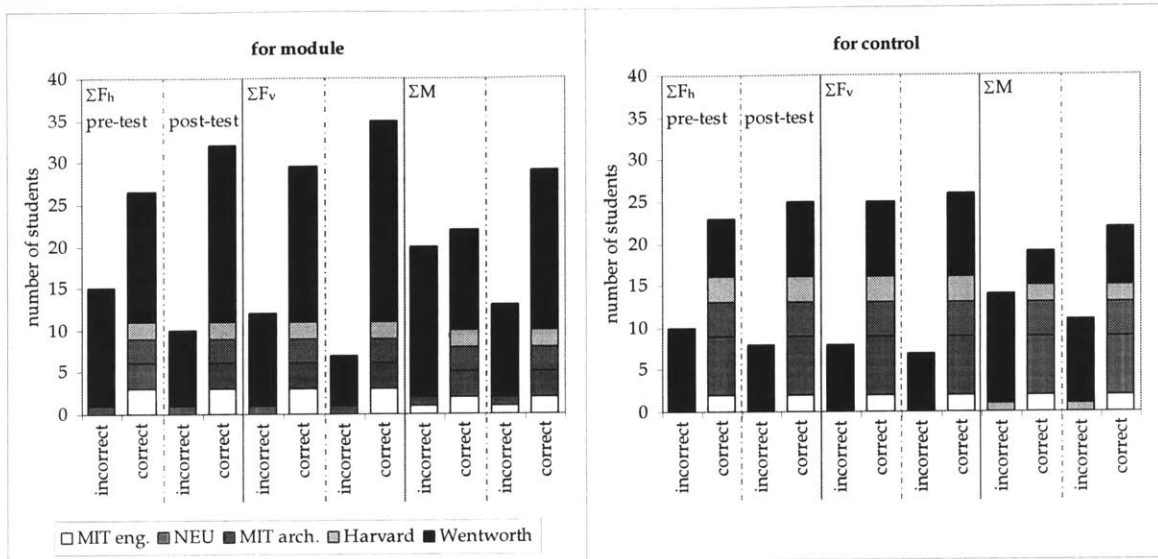 for module
number of students
40
35
30
25
20
15
10
5
0
ΣFh
pre-test
post-test
ΣFv
ΣM
incorrect
correct
incorrect
correct
incorrect
correct
incorrect
correct
incorrect
correct
incorrect
correct
MIT eng. NEU MIT arch. Harvard Wentworth
for control
number of students
40
35
30
25
20
15
10
5
0
ΣFh
pre-test
post-test
ΣFv
ΣM
incorrect
correct
incorrect
correct
incorrect
correct
incorrect
correct
incorrect
correct
incorrect
correct